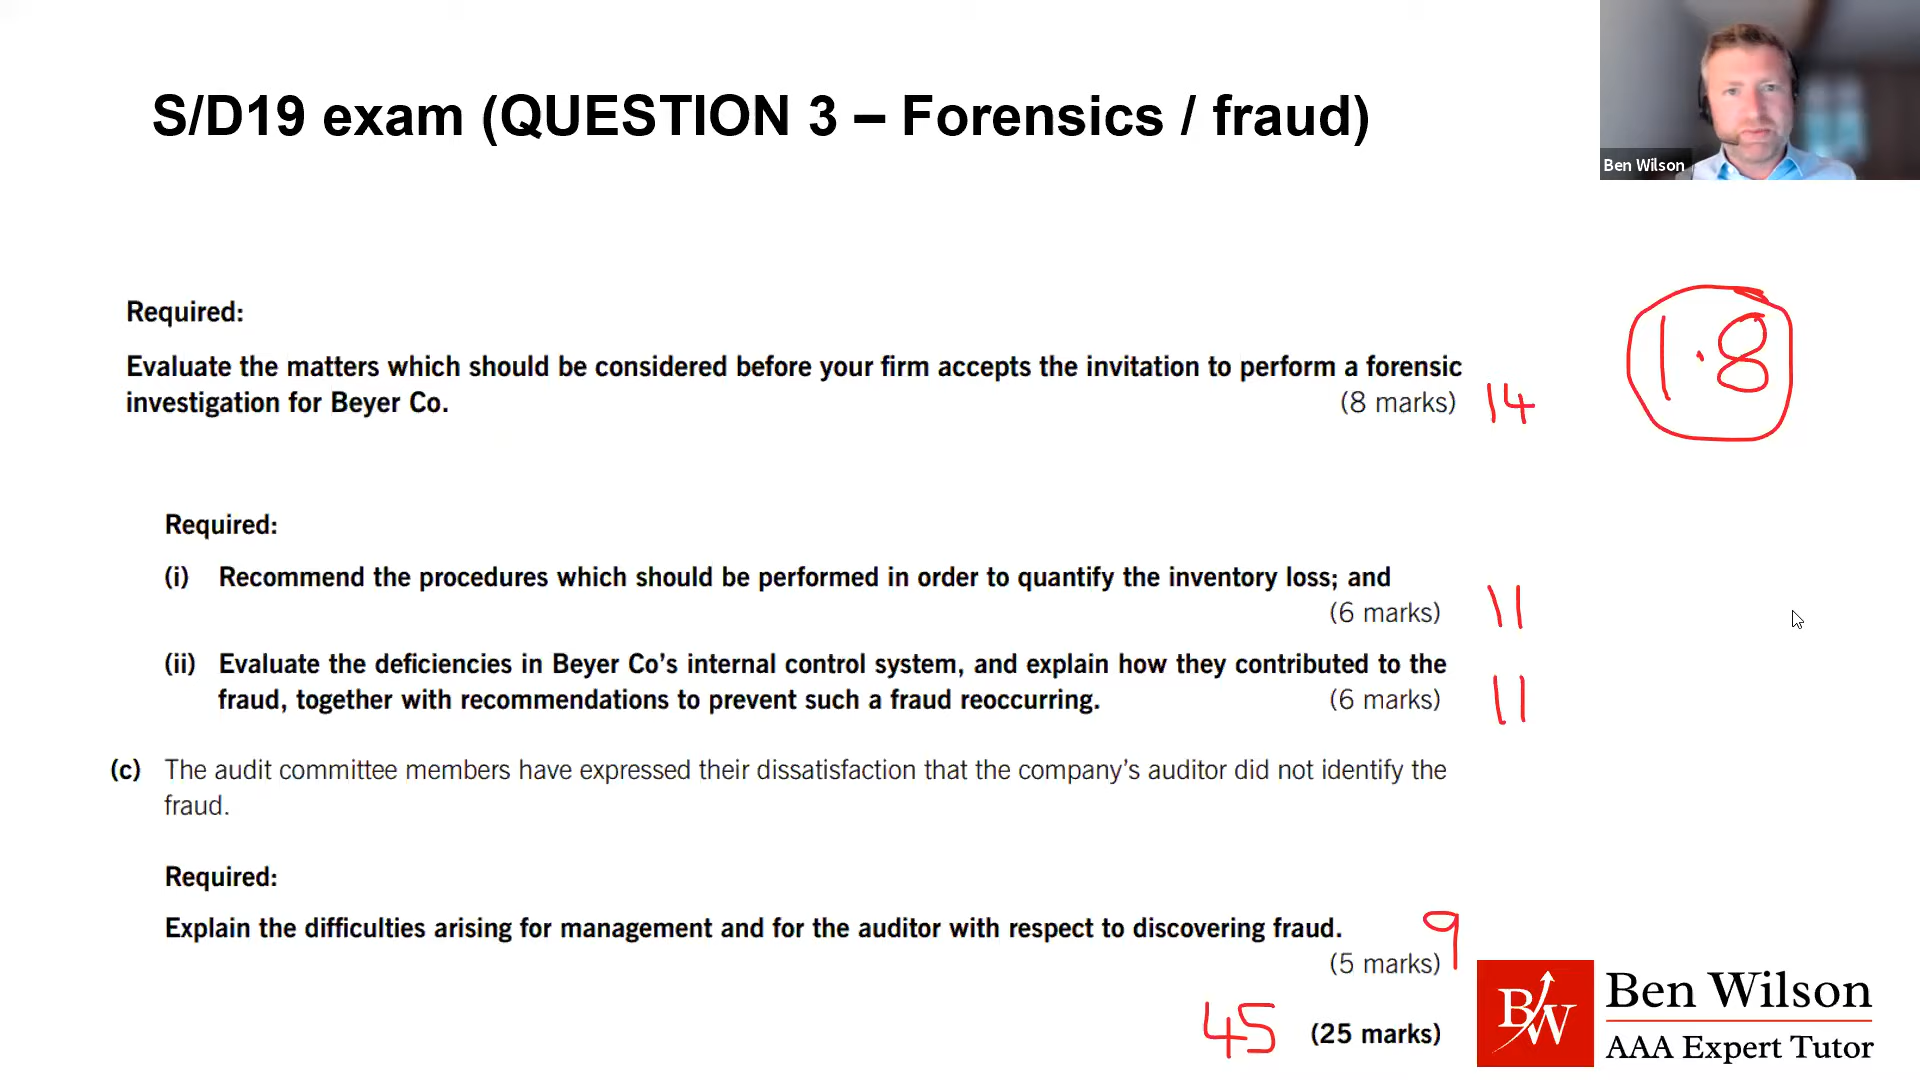 S/D19 exam (QUESTION 3 – Forensics / fraud)
Ben Wilson
Required:
1.8
Evaluate the matters which should be considered before your firm accepts the invitation to perform a forensic
investigation for Beyer Co. (8 marks) 14
Required:
(i) Recommend the procedures which should be performed in order to quantify the inventory loss; and
(6 marks) 11
(ii) Evaluate the deficiencies in Beyer Co's internal control system, and explain how they contributed to the
fraud, together with recommendations to prevent such a fraud reoccurring. (6 marks) 11
(c) The audit committee members have expressed their dissatisfaction that the company's auditor did not identify the
fraud.
Required:
Explain the difficulties arising for management and for the auditor with respect to discovering fraud.
(5 marks) 9
45 (25 marks)
BW
Ben Wilson
AAA Expert Tutor